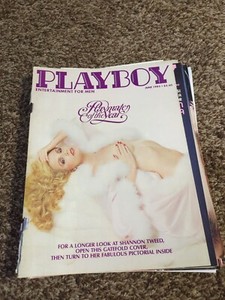 PLAYBOY
ENTERTAINMENT FOR MEN
Playmate
of the Year
FOR A LONGER LOOK AT SHANNON TWEED,
OPEN THIS GATEFOLD COVER.
THEN TURN TO HER FABULOUS PICTORIAL INSIDE